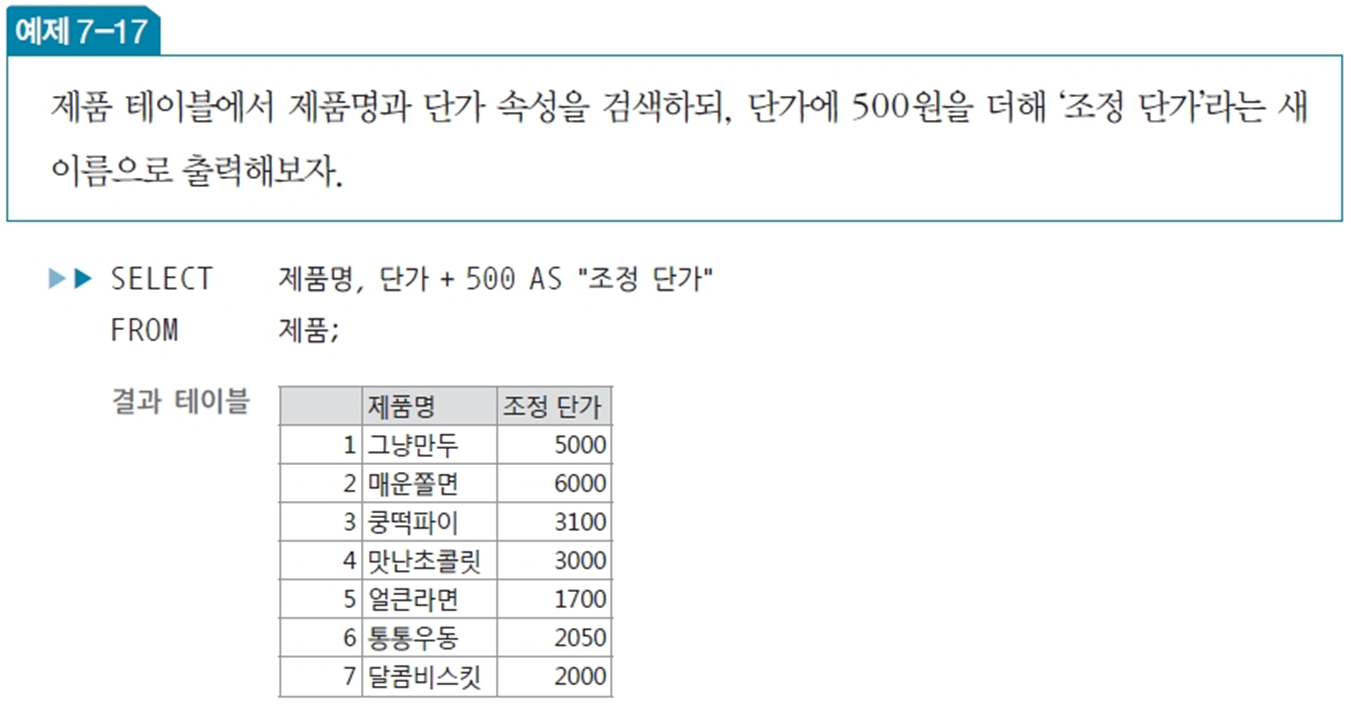 예제 7-17
제품 테이블에서 제품명과 단가 속성을 검색하되, 단가에 500원을 더해 ‘조정 단가’라는 새
이름으로 출력해보자.
SELECT 제품명, 단가 + 500 AS "조정 단가"
FROM 제품;
결과 테이블
제품명 조정 단가
1 그냥만두 5000
2 매운쫄면 6000
3 쿵떡파이 3100
4 맛난초콜릿 3000
5 얼큰라면 1700
6 통통우동 2050
7 달콤비스킷 2000